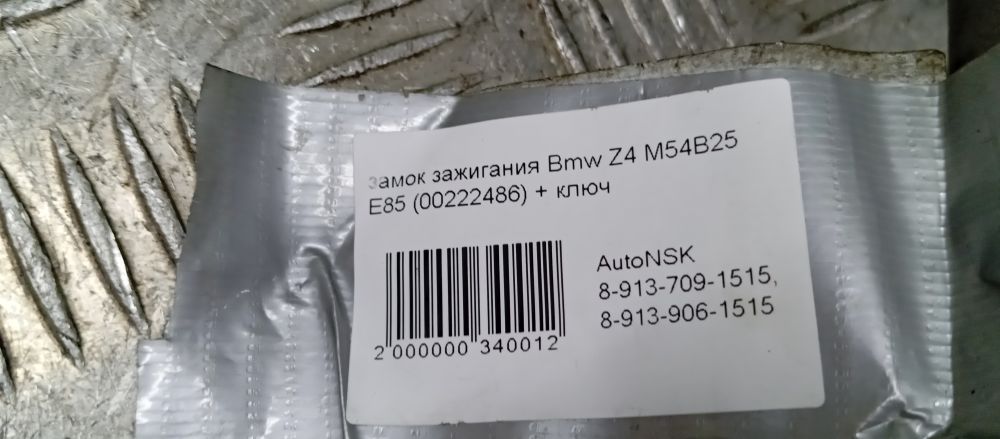 замок зажигания Bmw Z4 M54B25
E85 (00222486) + ключ
AutoNSK
8-913-709-1515,
8-913-906-1515
2 000000 340012